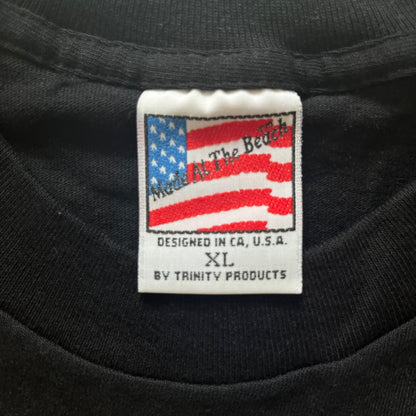 Made At The Beach
DESIGNED IN CA, U.S.A.
XL
BY TRINITY PRODUCTS